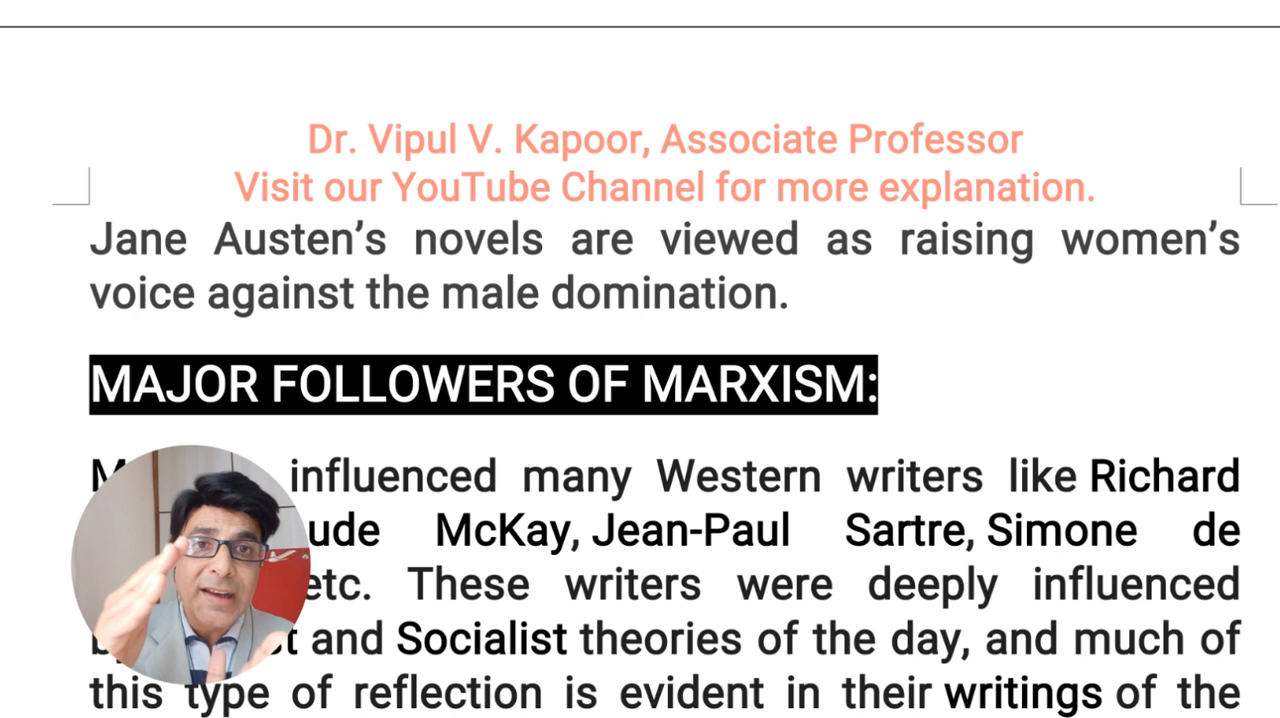 Dr. Vipul V. Kapoor, Associate Professor
Visit our YouTube Channel for more explanation.
Jane Austen’s novels are viewed as raising women’s
voice against the male domination.
MAJOR FOLLOWERS OF MARXISM:
influenced many Western writers like Richard
McKay, Jean-Paul Sartre, Simone de
etc. These writers were deeply influenced
and Socialist theories of the day, and much of
this type of reflection is evident in their writings of the